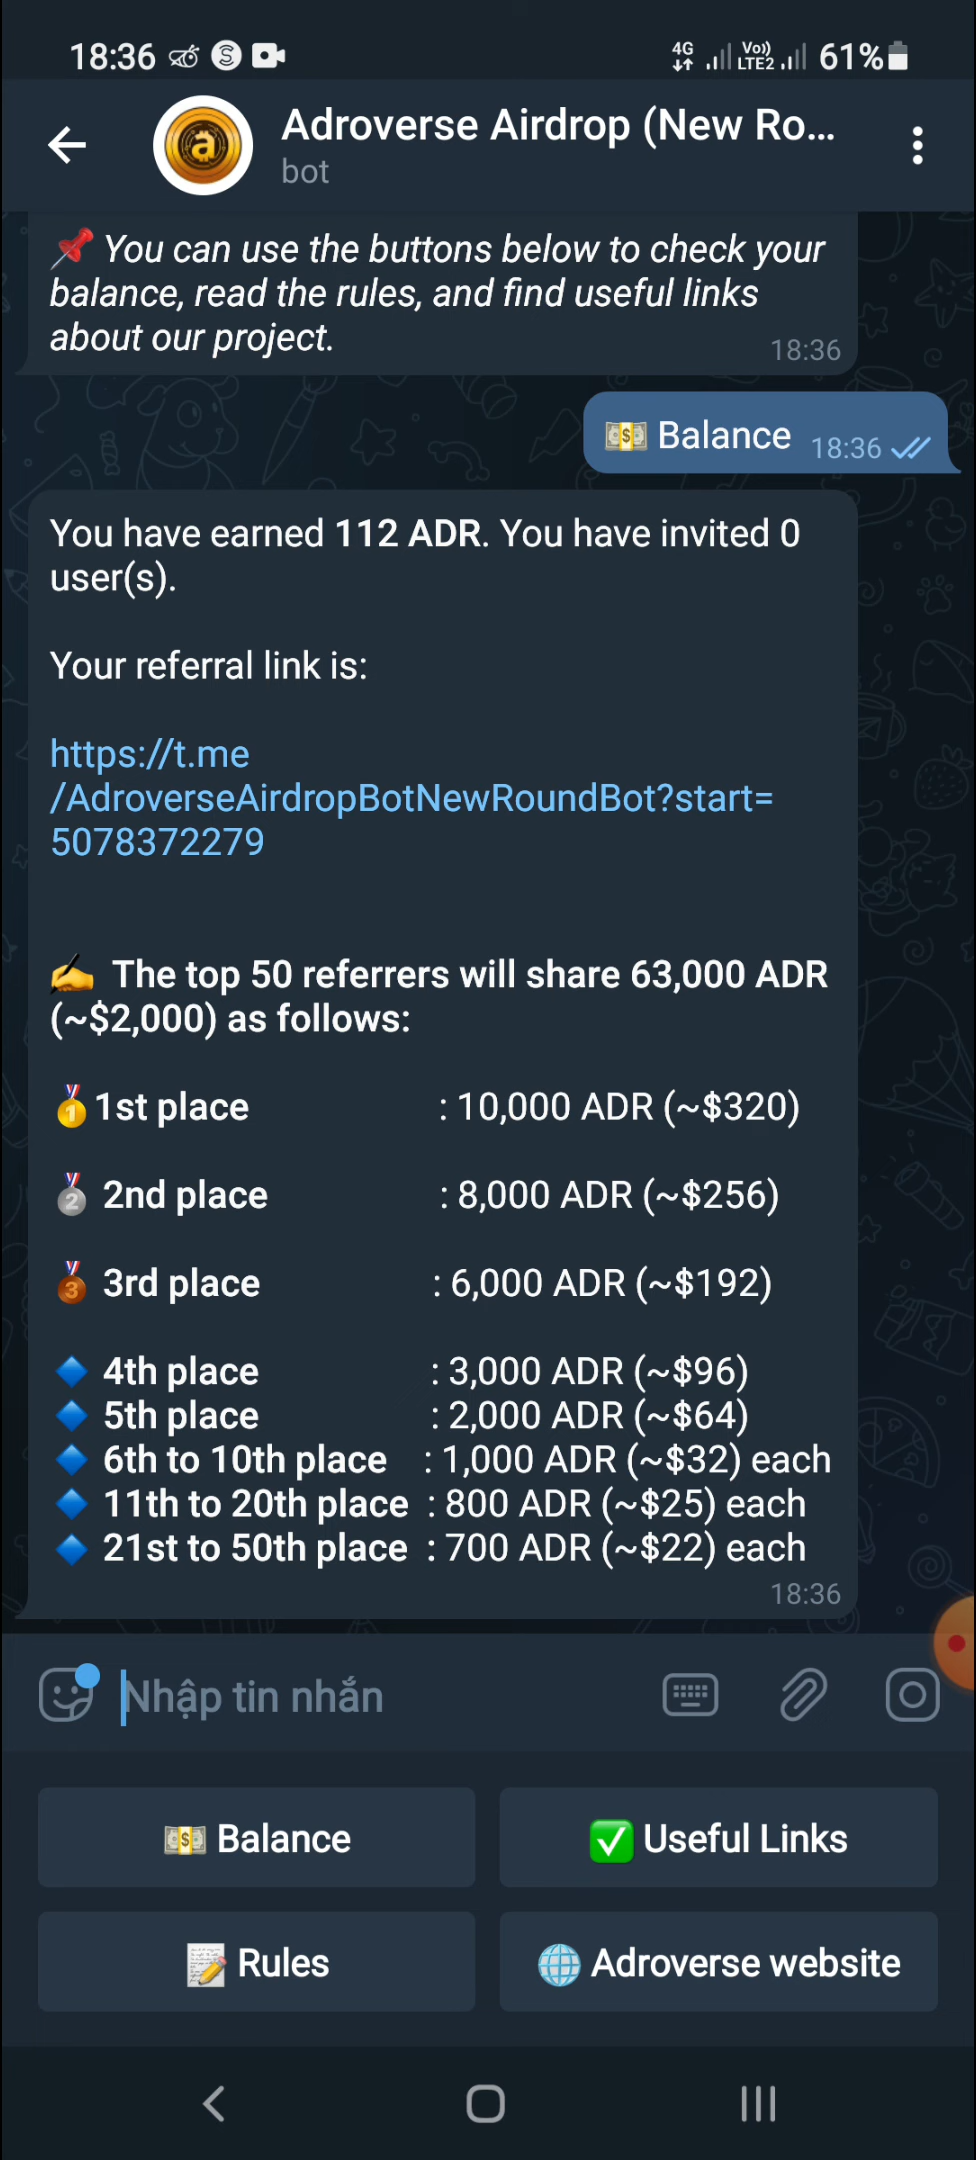 18:36
4G Vo)) LTE2 61%
Adroverse Airdrop (New Ro...
bot
📌 You can use the buttons below to check your
balance, read the rules, and find useful links
about our project.
18:36
💵 Balance 18:36
You have earned 112 ADR. You have invited 0
user(s).
Your referral link is:
https://t.me
/AdroverseAirdropBotNewRoundBot?start=
5078372279
✍️ The top 50 referrers will share 63,000 ADR
(~$2,000) as follows:
🥇1st place : 10,000 ADR (~$320)
🥈 2nd place : 8,000 ADR (~$256)
🥉 3rd place : 6,000 ADR (~$192)
🔷 4th place : 3,000 ADR (~$96)
🔷 5th place : 2,000 ADR (~$64)
🔷 6th to 10th place : 1,000 ADR (~$32) each
🔷 11th to 20th place : 800 ADR (~$25) each
🔷 21st to 50th place : 700 ADR (~$22) each
18:36
Nhập tin nhắn
💵 Balance
✅ Useful Links
📝 Rules
🌐 Adroverse website